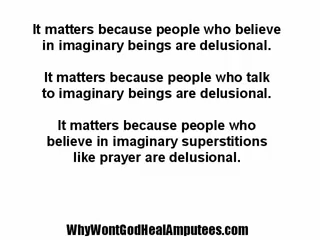 It matters because people who believe
in imaginary beings are delusional.
It matters because people who talk
to imaginary beings are delusional.
It matters because people who
believe in imaginary superstitions
like prayer are delusional.
WhyWontGodHealAmputees.com